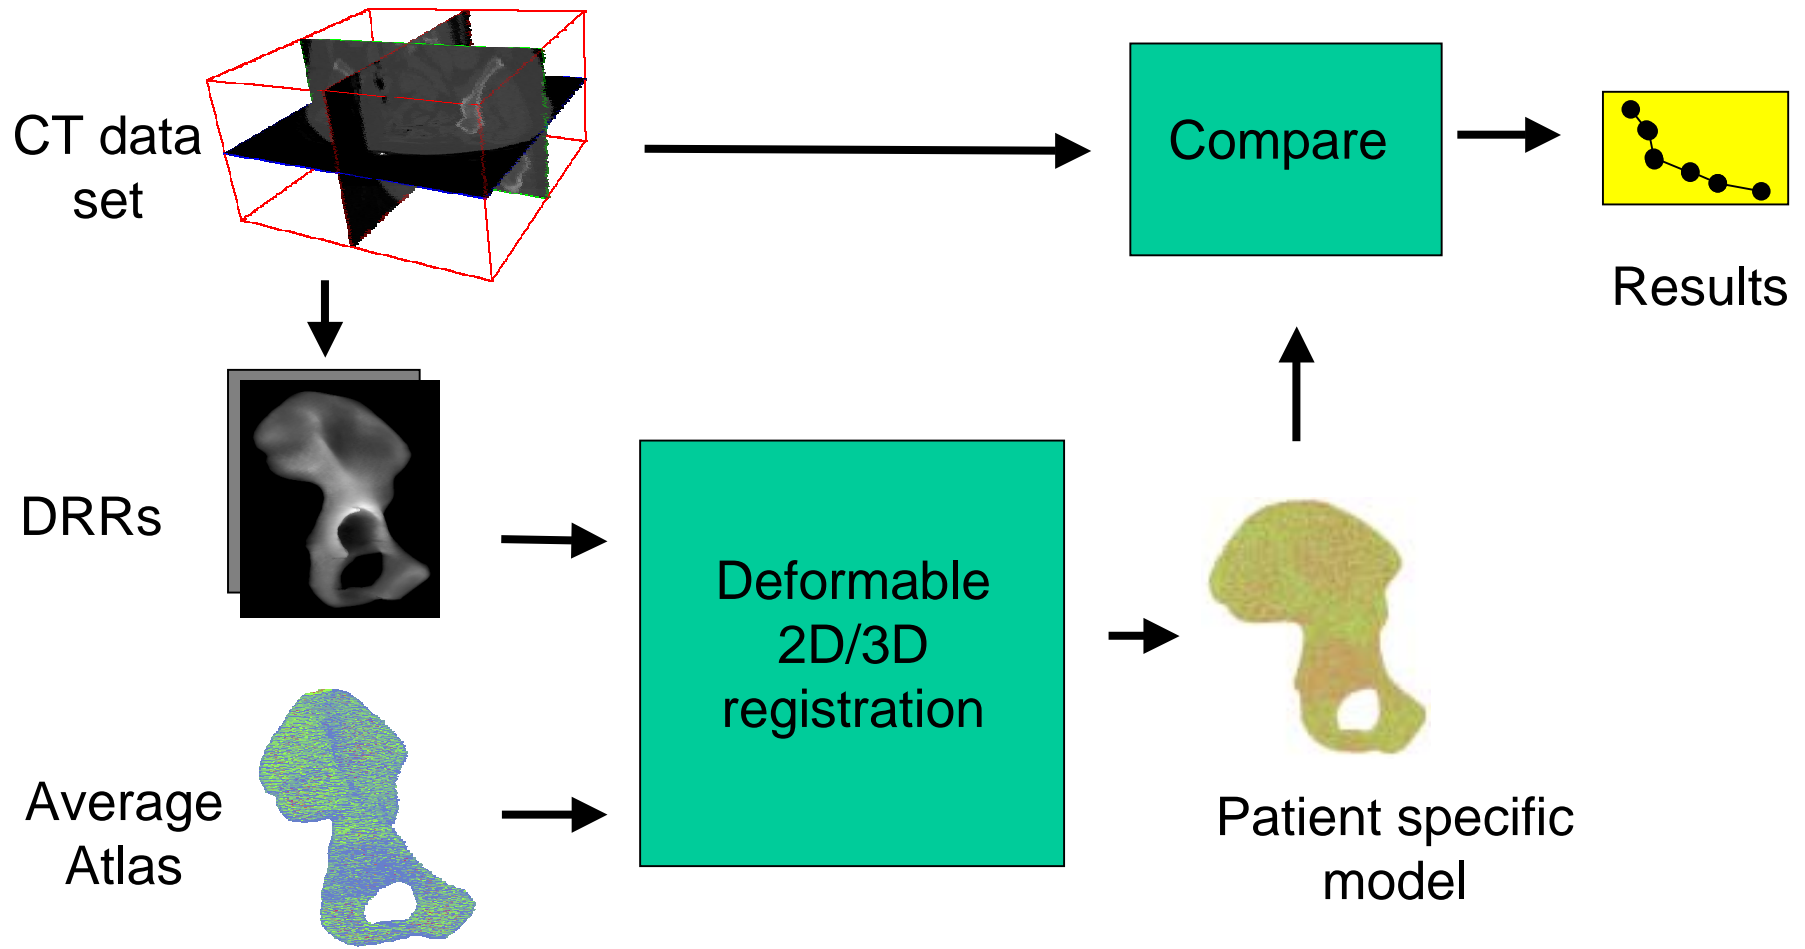 CT data
set
Compare
Results
DRRs
Deformable
2D/3D
registration
Average
Atlas
Patient specific
model